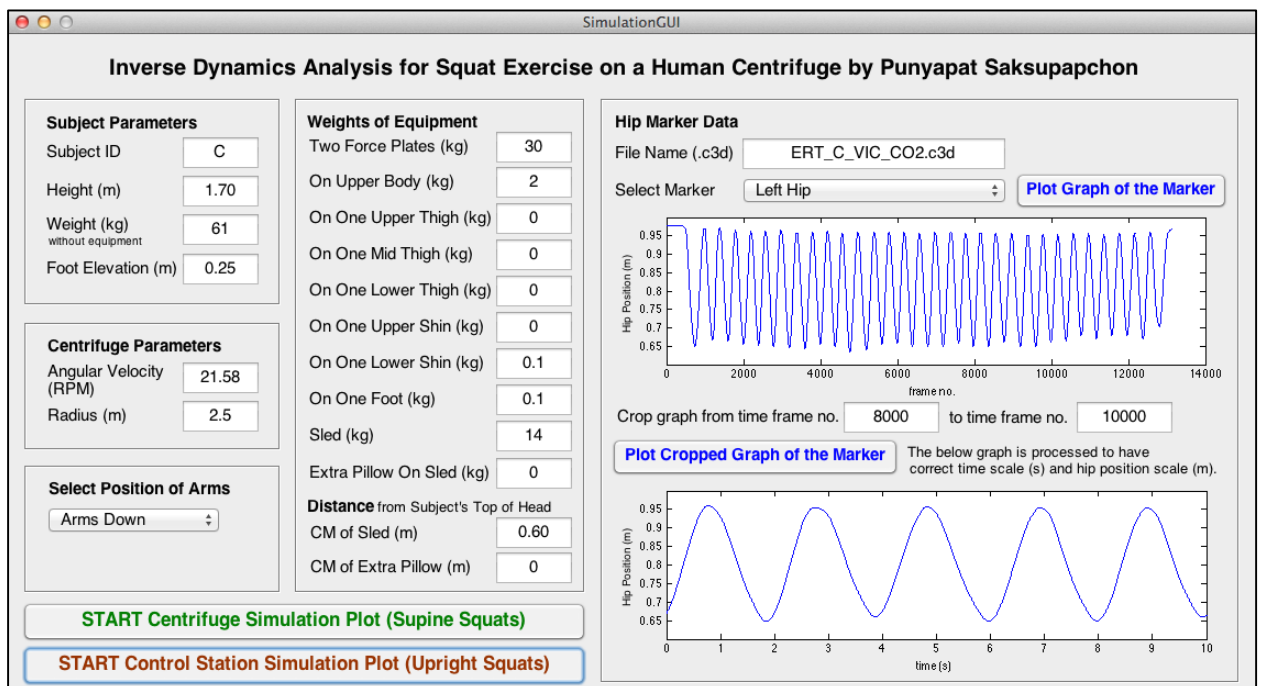 SimulationGUI
Inverse Dynamics Analysis for Squat Exercise on a Human Centrifuge by Punyapat Saksupapchon
Subject Parameters
Subject ID C
Height (m) 1.70
Weight (kg) 61
without equipment
Foot Elevation (m) 0.25
Centrifuge Parameters
Angular Velocity
(RPM) 21.58
Radius (m) 2.5
Select Position of Arms
Arms Down
Weights of Equipment
Two Force Plates (kg) 30
On Upper Body (kg) 2
On One Upper Thigh (kg) 0
On One Mid Thigh (kg) 0
On One Lower Thigh (kg) 0
On One Upper Shin (kg) 0
On One Lower Shin (kg) 0.1
On One Foot (kg) 0.1
Sled (kg) 14
Extra Pillow On Sled (kg) 0
Distance from Subject's Top of Head
CM of Sled (m) 0.60
CM of Extra Pillow (m) 0
START Centrifuge Simulation Plot (Supine Squats)
START Control Station Simulation Plot (Upright Squats)
Hip Marker Data
File Name (.c3d) ERT_C_VIC_CO2.c3d
Select Marker Left Hip Plot Graph of the Marker
Hip Position (m)
0.95
0.9
0.85
0.8
0.75
0.7
0.65
0 2000 4000 6000 8000 10000 12000 14000
frame no.
Crop graph from time frame no. 8000 to time frame no. 10000
Plot Cropped Graph of the Marker
The below graph is processed to have
correct time scale (s) and hip position scale (m).
Hip Position (m)
0.95
0.9
0.85
0.8
0.75
0.7
0.65
0 1 2 3 4 5 6 7 8 9 10
time(s)